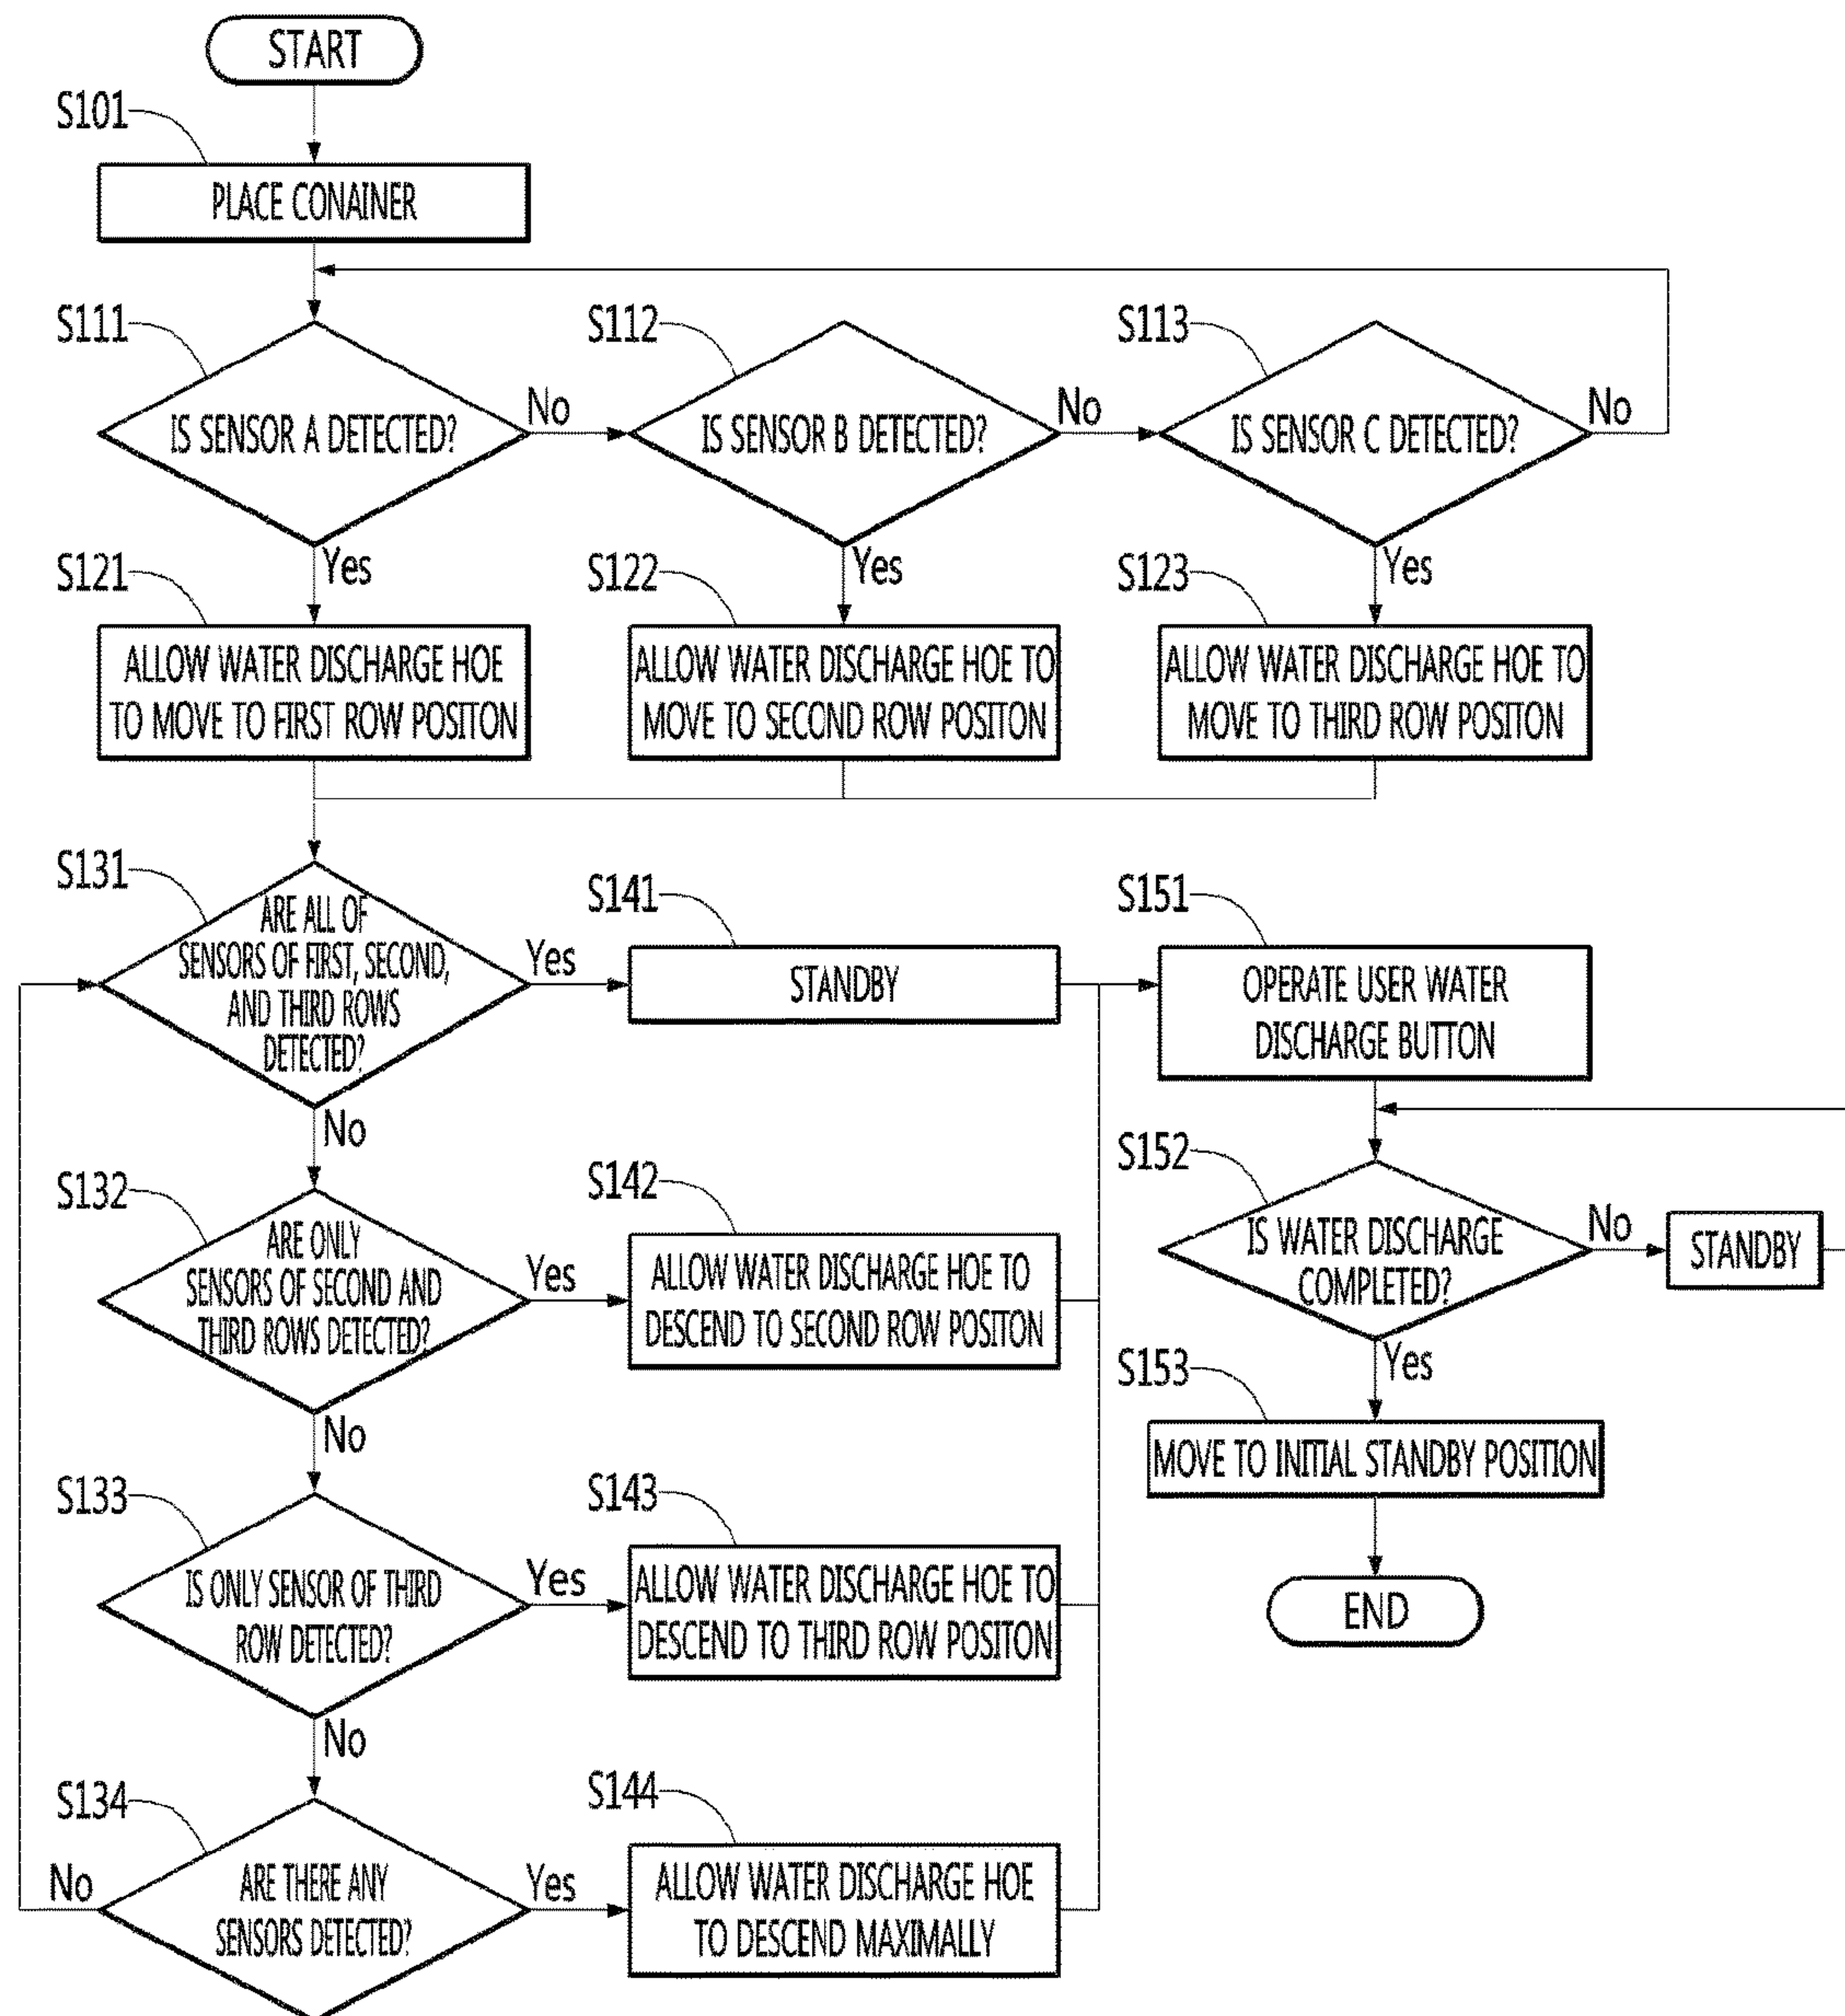 START
S101
PLACE CONAINER
S111
IS SENSOR A DETECTED?
No
S112
IS SENSOR B DETECTED?
No
S113
IS SENSOR C DETECTED?
No
Yes
Yes
Yes
S121
ALLOW WATER DISCHARGE HOE
TO MOVE TO FIRST ROW POSITON
S122
ALLOW WATER DISCHARGE HOE TO
MOVE TO SECOND ROW POSITON
S123
ALLOW WATER DISCHARGE HOE TO
MOVE TO THIRD ROW POSITON
S131
ARE ALL OF
SENSORS OF FIRST, SECOND,
AND THIRD ROWS
DETECTED?
Yes
No
S141
STANDBY
S151
OPERATE USER WATER
DISCHARGE BUTTON
S132
ARE ONLY
SENSORS OF SECOND AND
THIRD ROWS DETECTED?
Yes
No
S142
ALLOW WATER DISCHARGE HOE TO
DESCEND TO SECOND ROW POSITON
S152
IS WATER DISCHARGE
COMPLETED?
No
STANDBY
Yes
S153
MOVE TO INITIAL STANDBY POSITION
END
S133
IS ONLY SENSOR OF THIRD
ROW DETECTED?
Yes
No
S143
ALLOW WATER DISCHARGE HOE TO
DESCEND TO THIRD ROW POSITON
S134
ARE THERE ANY
SENSORS DETECTED?
No
Yes
S144
ALLOW WATER DISCHARGE HOE
TO DESCEND MAXIMALLY